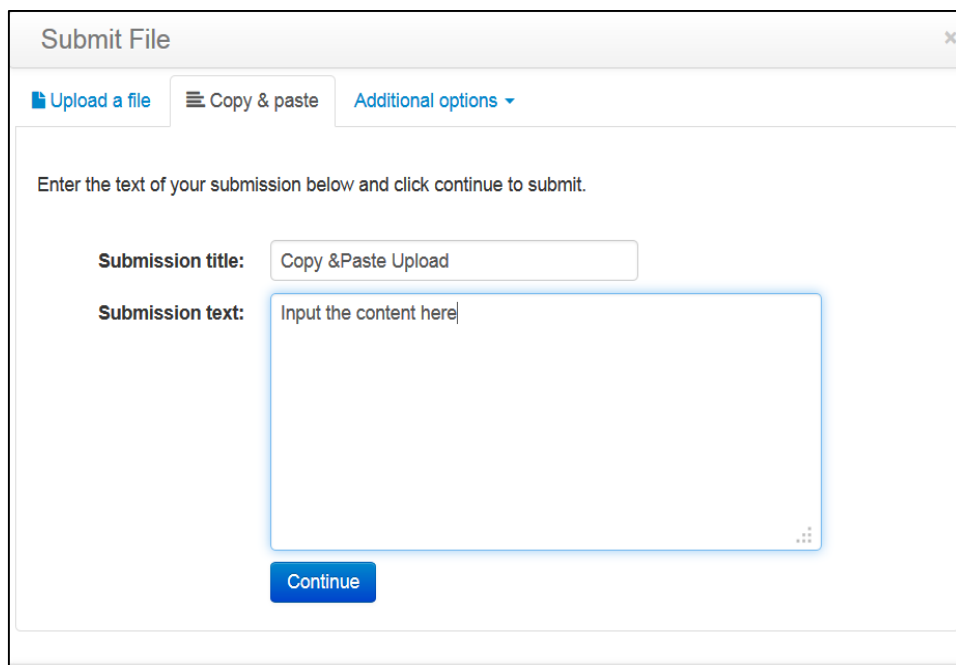 Submit File
Upload a file Copy & paste Additional options
Enter the text of your submission below and click continue to submit.
Submission title: Copy &Paste Upload
Submission text: Input the content here
Continue